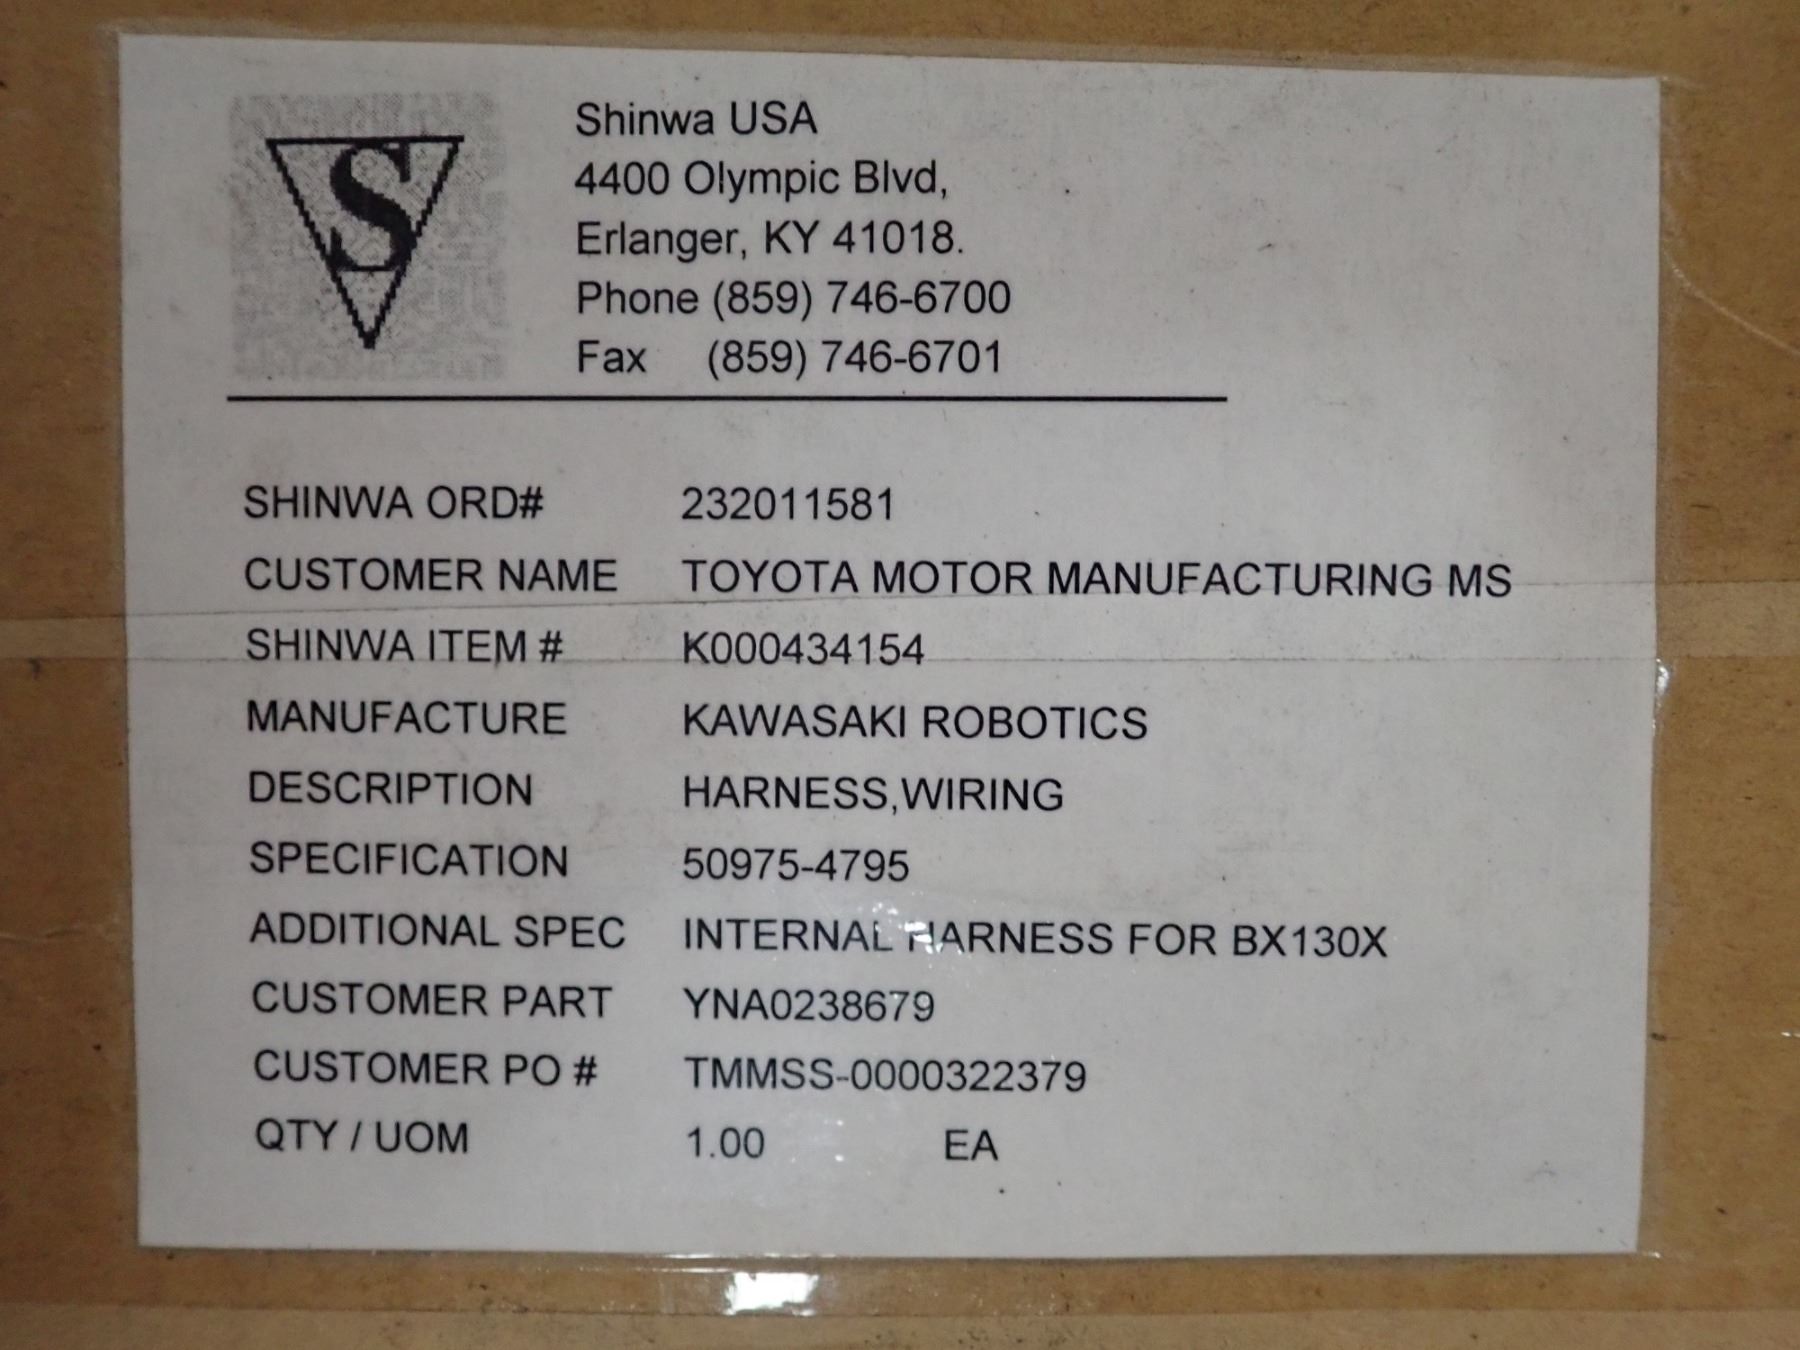 S
Shinwa USA
4400 Olympic Blvd,
Erlanger, KY 41018.
Phone (859) 746-6700
Fax (859) 746-6701
SHINWA ORD# 232011581
CUSTOMER NAME TOYOTA MOTOR MANUFACTURING MS
SHINWA ITEM # K000434154
MANUFACTURE KAWASAKI ROBOTICS
DESCRIPTION HARNESS,WIRING
SPECIFICATION 50975-4795
ADDITIONAL SPEC INTERNAL HARNESS FOR BX130X
CUSTOMER PART YNA0238679
CUSTOMER PO # TMMSS-0000322379
QTY / UOM 1.00 EA